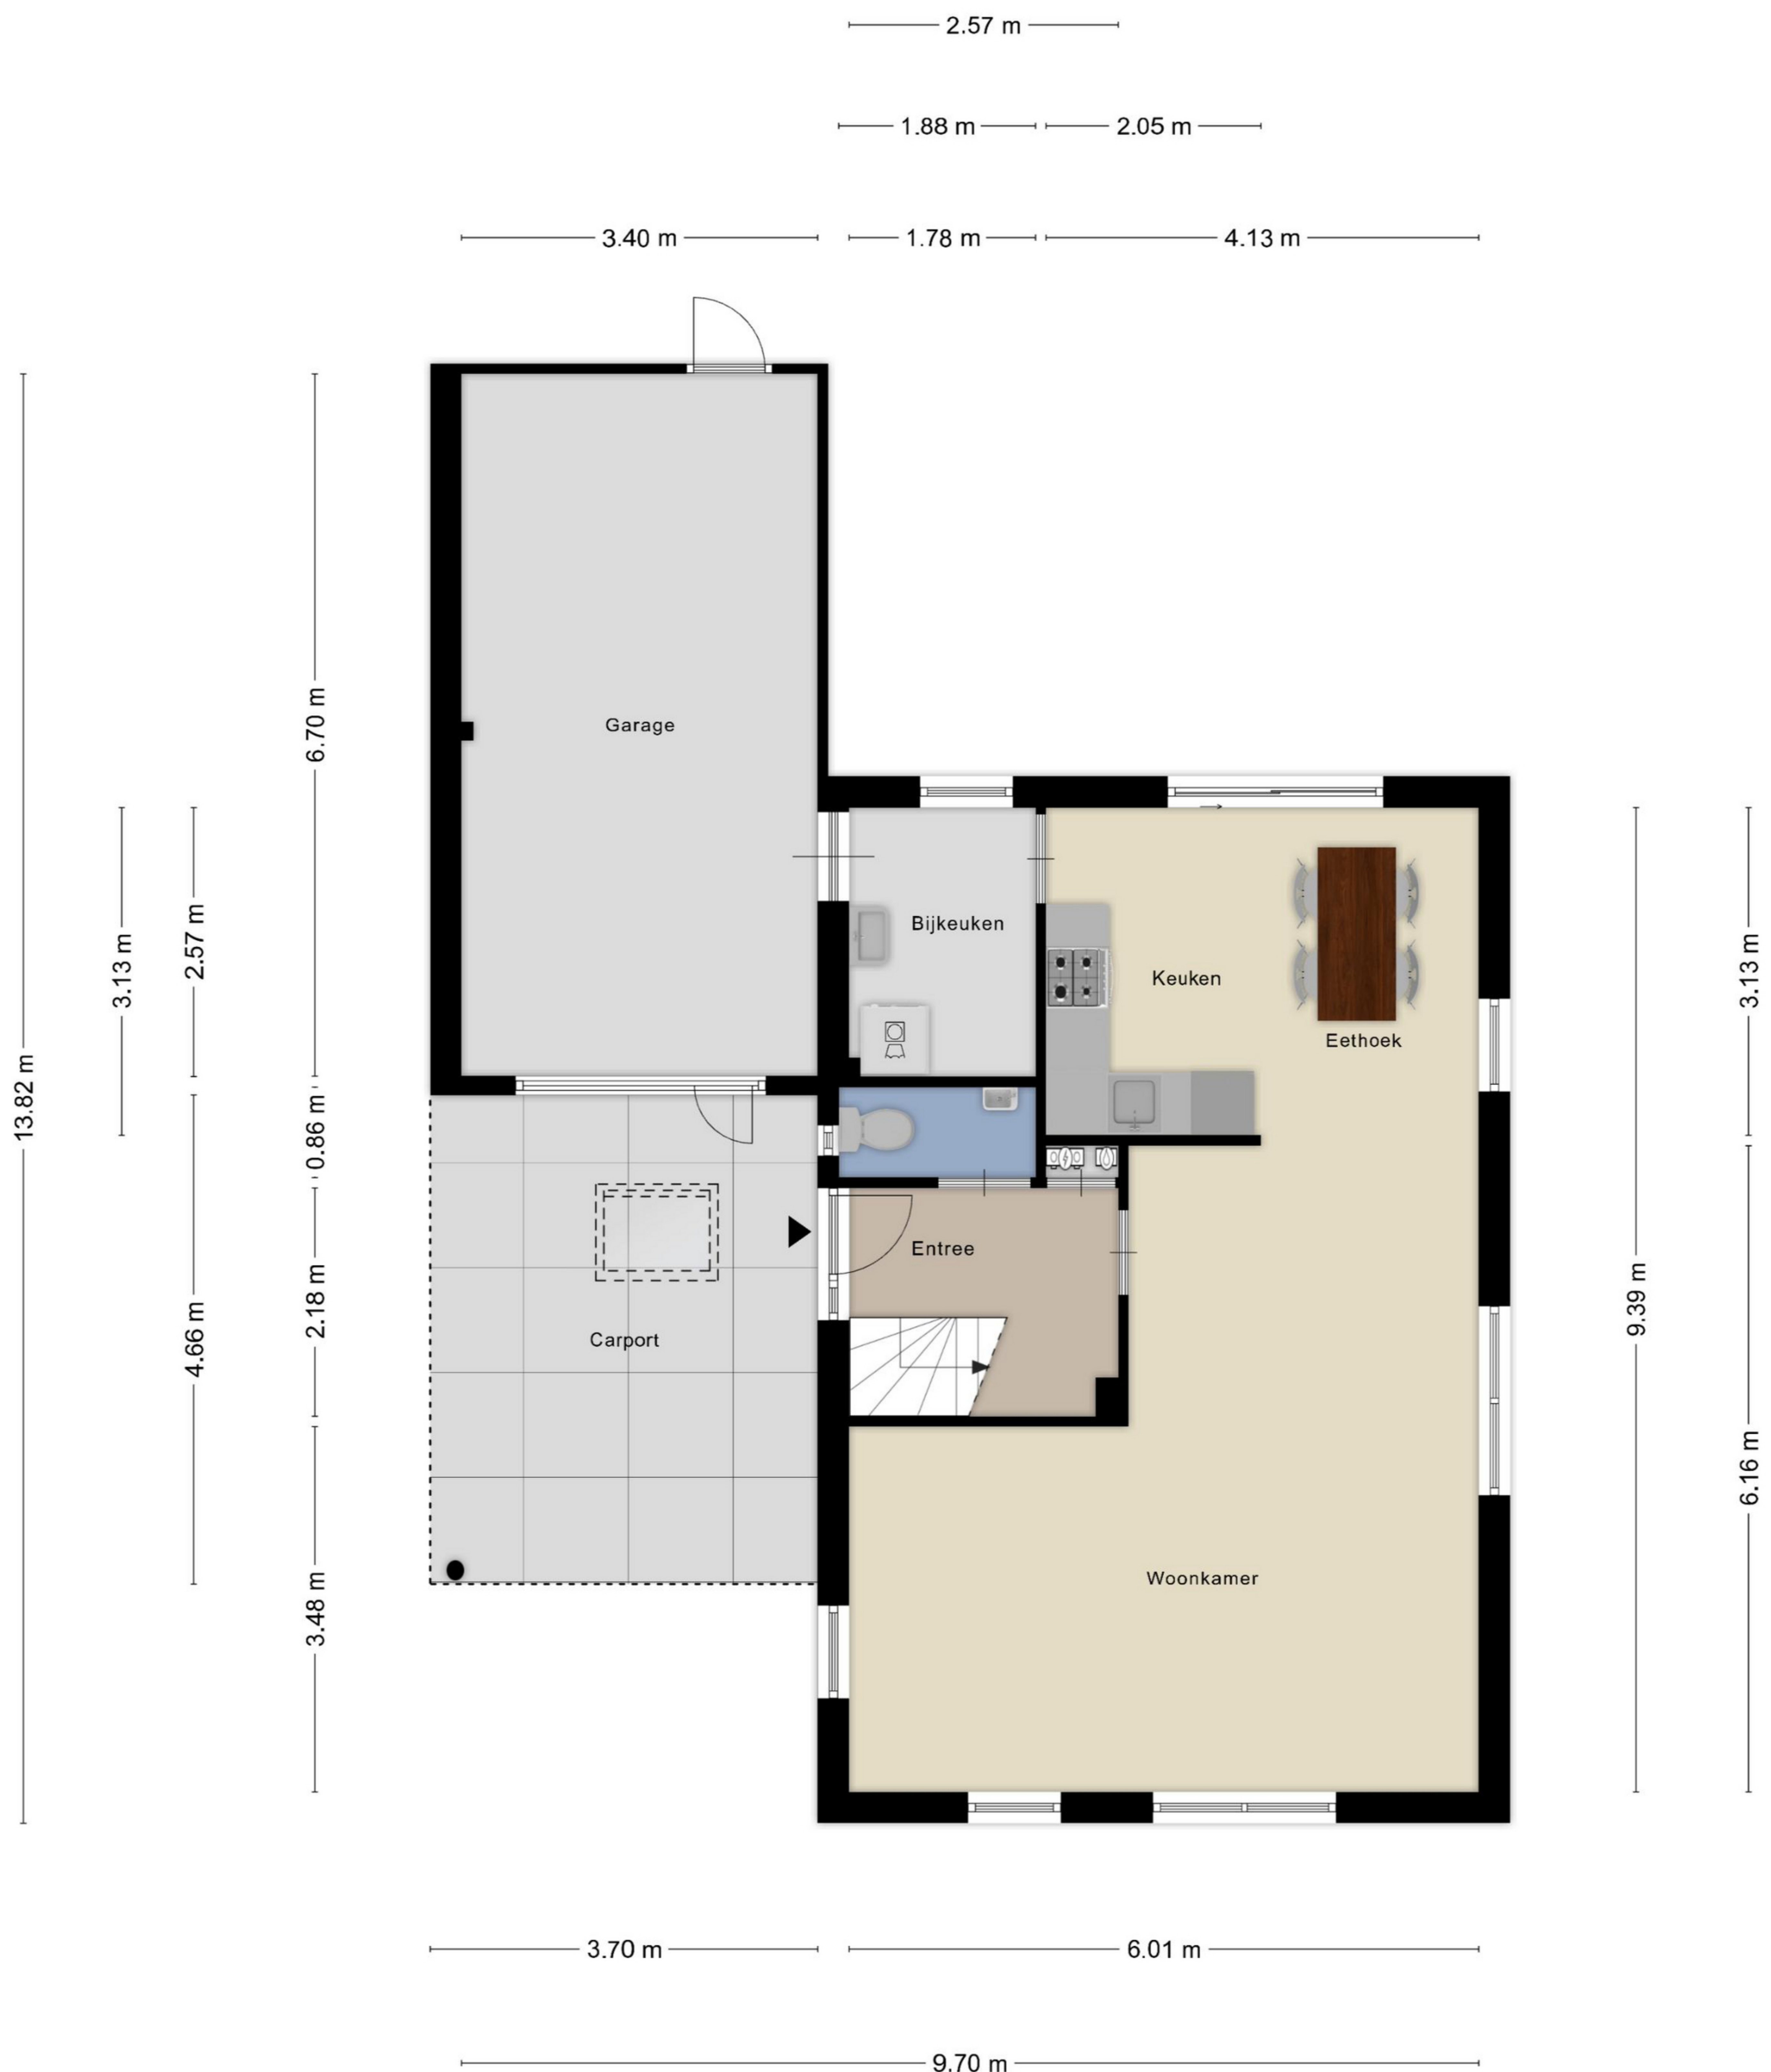 2.57 m
1.88 m
2.05 m
3.40 m
1.78 m
4.13 m
13.82 m
3.13 m
2.57 m
6.70 m
Garage
Bijkeuken
Keuken
Eethoek
3.13 m
0.86 m
4.66 m
2.18 m
Entree
Carport
9.39 m
6.16 m
3.48 m
Woonkamer
3.70 m
6.01 m
9.70 m